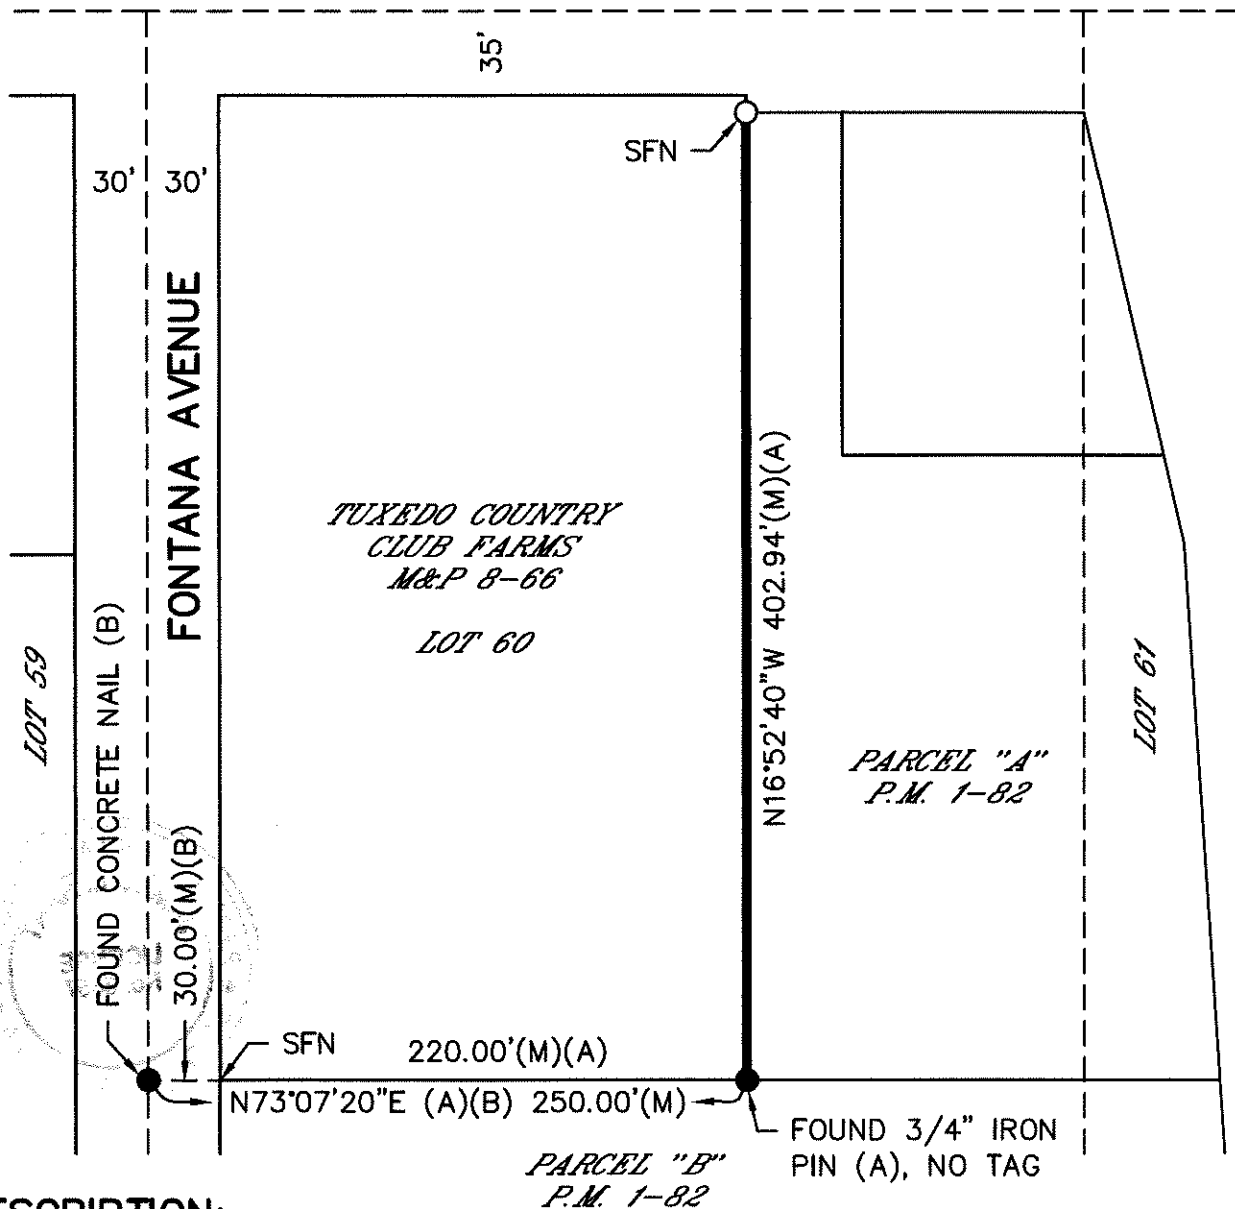 35'
SFN
30' 30'
FONTANA AVENUE
TUXEDO COUNTRY
CLUB FARMS
M&P 8-66
LOT 60
N16°52'40"W 402.94'(M)(A)
LOT 59
FOUND CONCRETE NAIL (B)
30.00'(M)(B)
LOT 61
PARCEL "A"
P.M. 1-82
SFN
220.00'(M)(A)
N73°07'20"E (A)(B) 250.00'(M)
FOUND 3/4" IRON
PIN (A), NO TAG
PARCEL "B"
P.M. 1-82